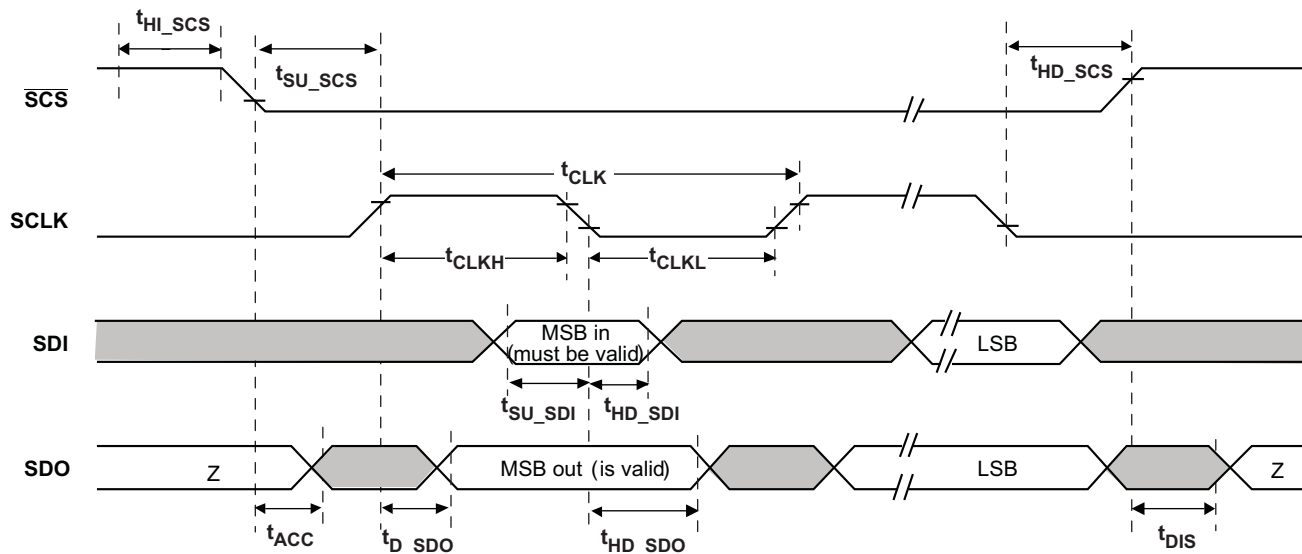 tHI_SCS
tSU_SCS
tHD_SCS
SCS
tCLK
SCLK
tCLKH
tCLKL
SDI
MSB in
(must be valid)
LSB
tSU_SDI
tHD_SDI
SDO
Z
MSB out (is valid)
LSB
Z
tACC
tD_SDO
tHD_SDO
tDIS